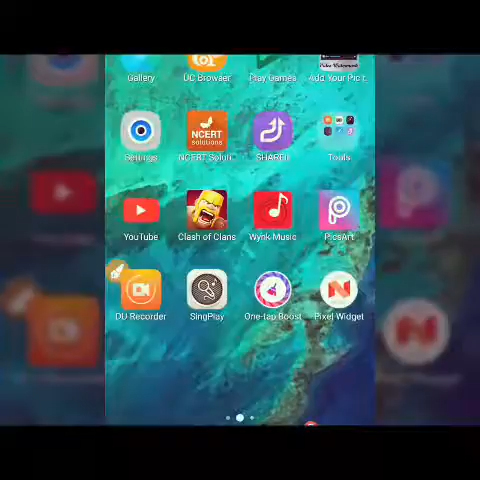 Gallery
UC Browser
Play Games
Add Your Pic t..
NCERT
solutions
Settings
NCERT Soluti..
SHAREit
Tools
YouTube
Clash of Clans
Wynk Music
PicsArt
DU Recorder
SingPlay
One-tap Boost
Pixel Widget